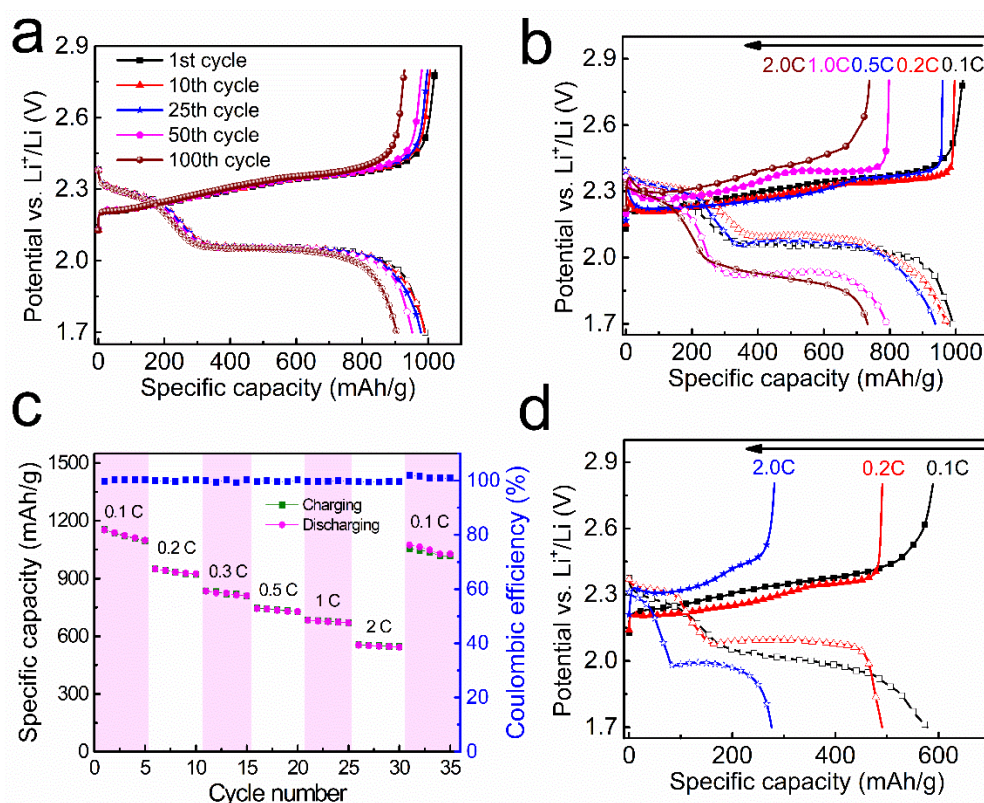 a
2.9
2.6
2.3
2.0
1.7
Potential vs. Li⁺/Li (V)
1st cycle
10th cycle
25th cycle
50th cycle
100th cycle
0 200 400 600 800 1000
Specific capacity (mAh/g)
b
2.9
2.6
2.3
2.0
1.7
Potential vs. Li⁺/Li (V)
2.0C 1.0C 0.5C 0.2C 0.1C
0 200 400 600 800 1000
Specific capacity (mAh/g)
c
1500
1200
900
600
300
0
Specific capacity (mAh/g)
0.1 C
0.2 C
0.3 C
0.5 C
1 C
2 C
0.1 C
Charging
Discharging
100
80
60
40
20
0
Coulombic efficiency (%)
0 5 10 15 20 25 30 35
Cycle number
d
2.9
2.6
2.3
2.0
1.7
Potential vs. Li⁺/Li (V)
2.0C 0.2C 0.1C
0 200 400 600
Specific capacity (mAh/g)